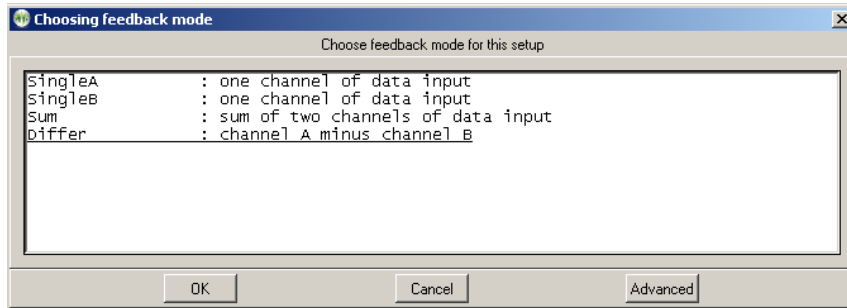 Choosing feedback mode
Choose feedback mode for this setup
SingleA : one channel of data input
SingleB : one channel of data input
Sum : sum of two channels of data input
Differ : channel A minus channel B
OK Cancel Advanced